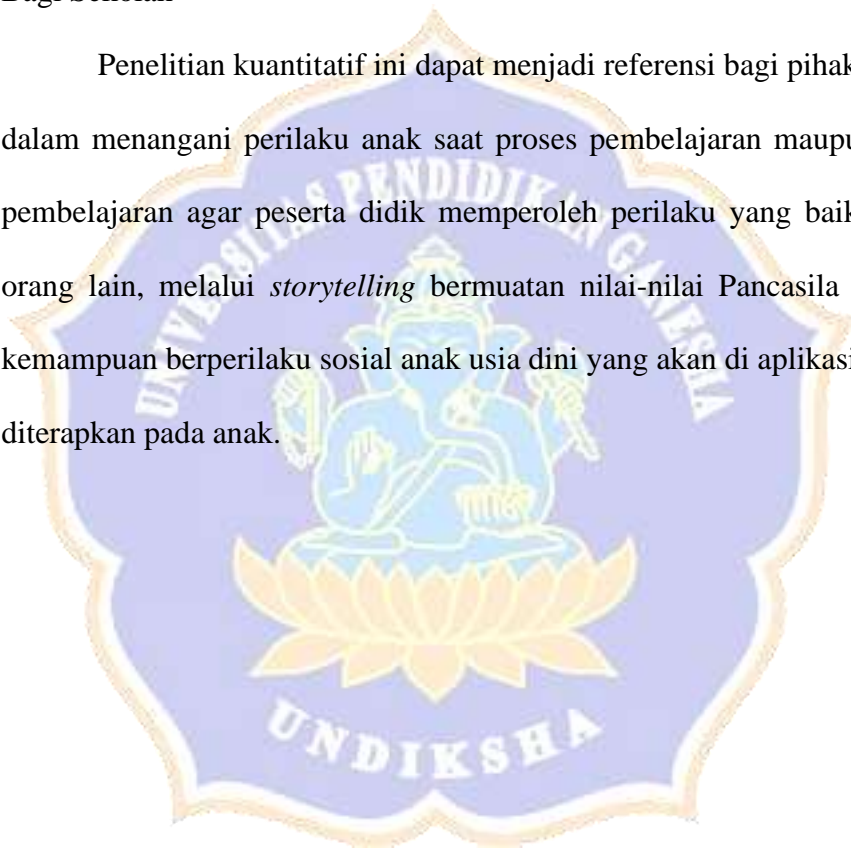 Penelitian kuantitatif ini dapat menjadi referensi bagi pihak
dalam menangani perilaku anak saat proses pembelajaran maupu
pembelajaran agar peserta didik memperoleh perilaku yang baik
orang lain, melalui storytelling bermuatan nilai-nilai Pancasila
kemampuan berperilaku sosial anak usia dini yang akan di aplikasi
diterapkan pada anak.
UNIVERSITAS PENDIDIKAN GANESHA
UNDIKSHA